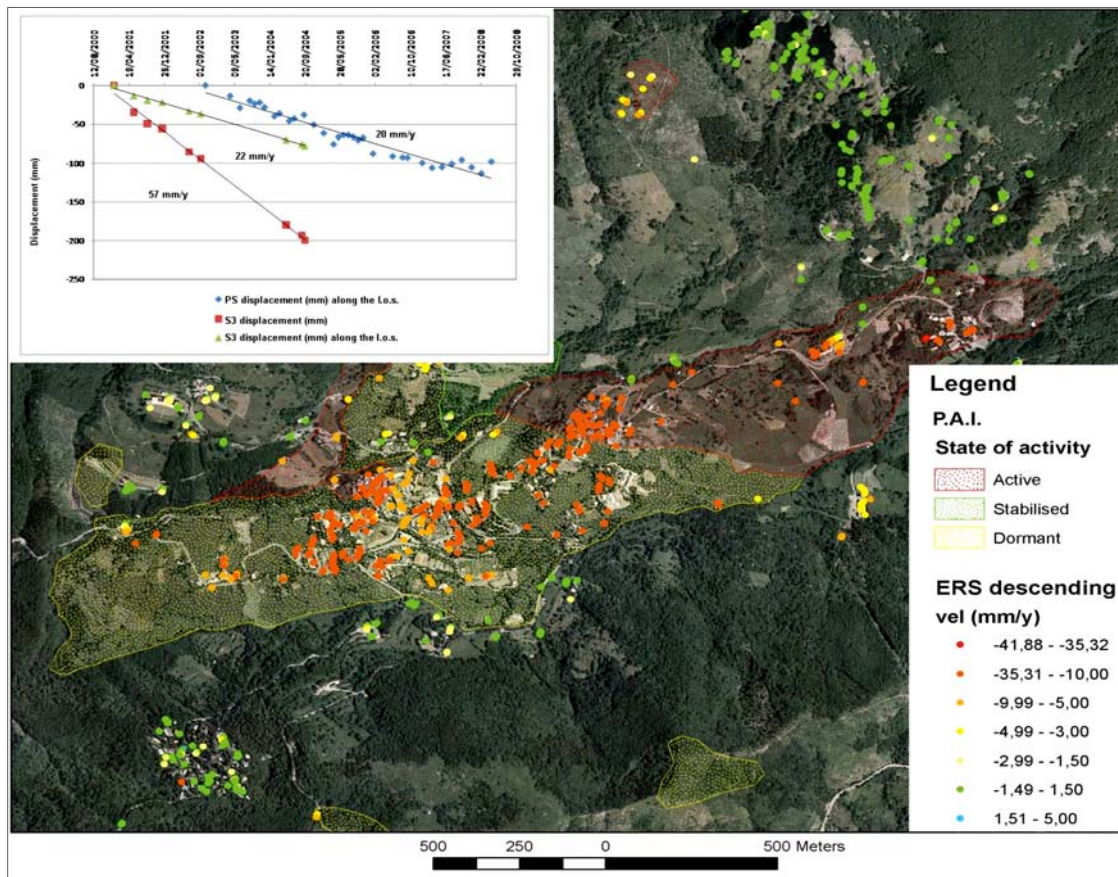 12/08/2000
19/04/2001
25/12/2001
01/09/2002
09/05/2003
14/01/2004
20/09/2004
28/05/2005
02/02/2006
10/10/2006
17/06/2007
22/02/2008
29/10/2008
0
-50
-100
-150
-200
-250
Displacement (mm)
20 mm/y
22 mm/y
57 mm/y
PS displacement (mm) along the l.o.s.
S3 displacement (mm)
S3 displacement (mm) along the l.o.s.
Legend
P.A.I.
State of activity
Active
Stabilised
Dormant
ERS descending
vel (mm/y)
-41,88 - -35,32
-35,31 - -10,00
-9,99 - -5,00
-4,99 - -3,00
-2,99 - -1,50
-1,49 - 1,50
1,51 - 5,00
500 250 0 500 Meters